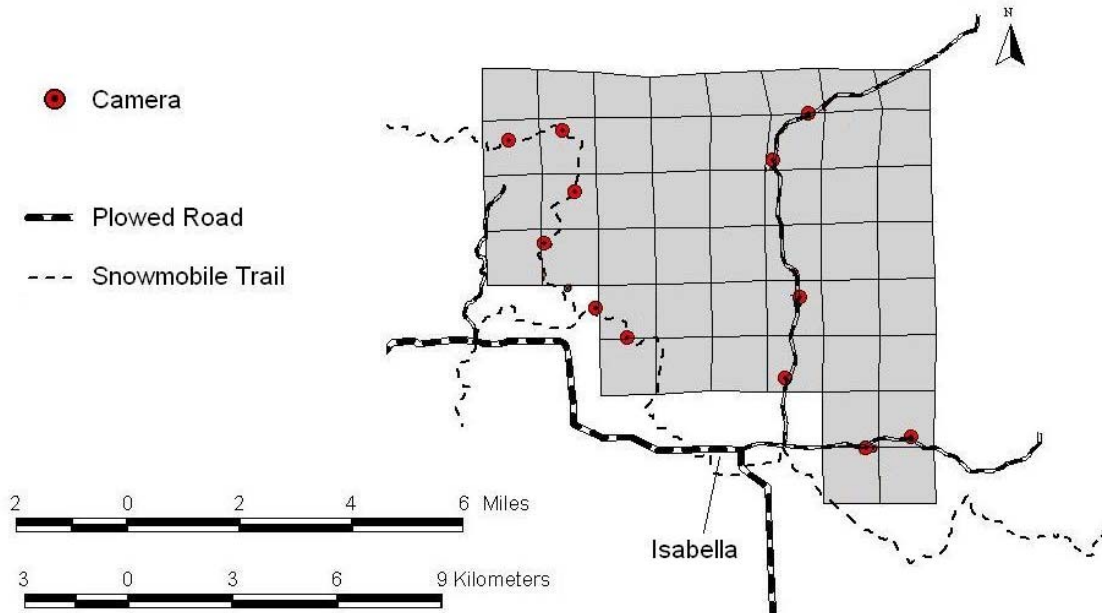 N
Camera
Plowed Road
Snowmobile Trail
2 0 2 4 6 Miles
Isabella
3 0 3 6 9 Kilometers